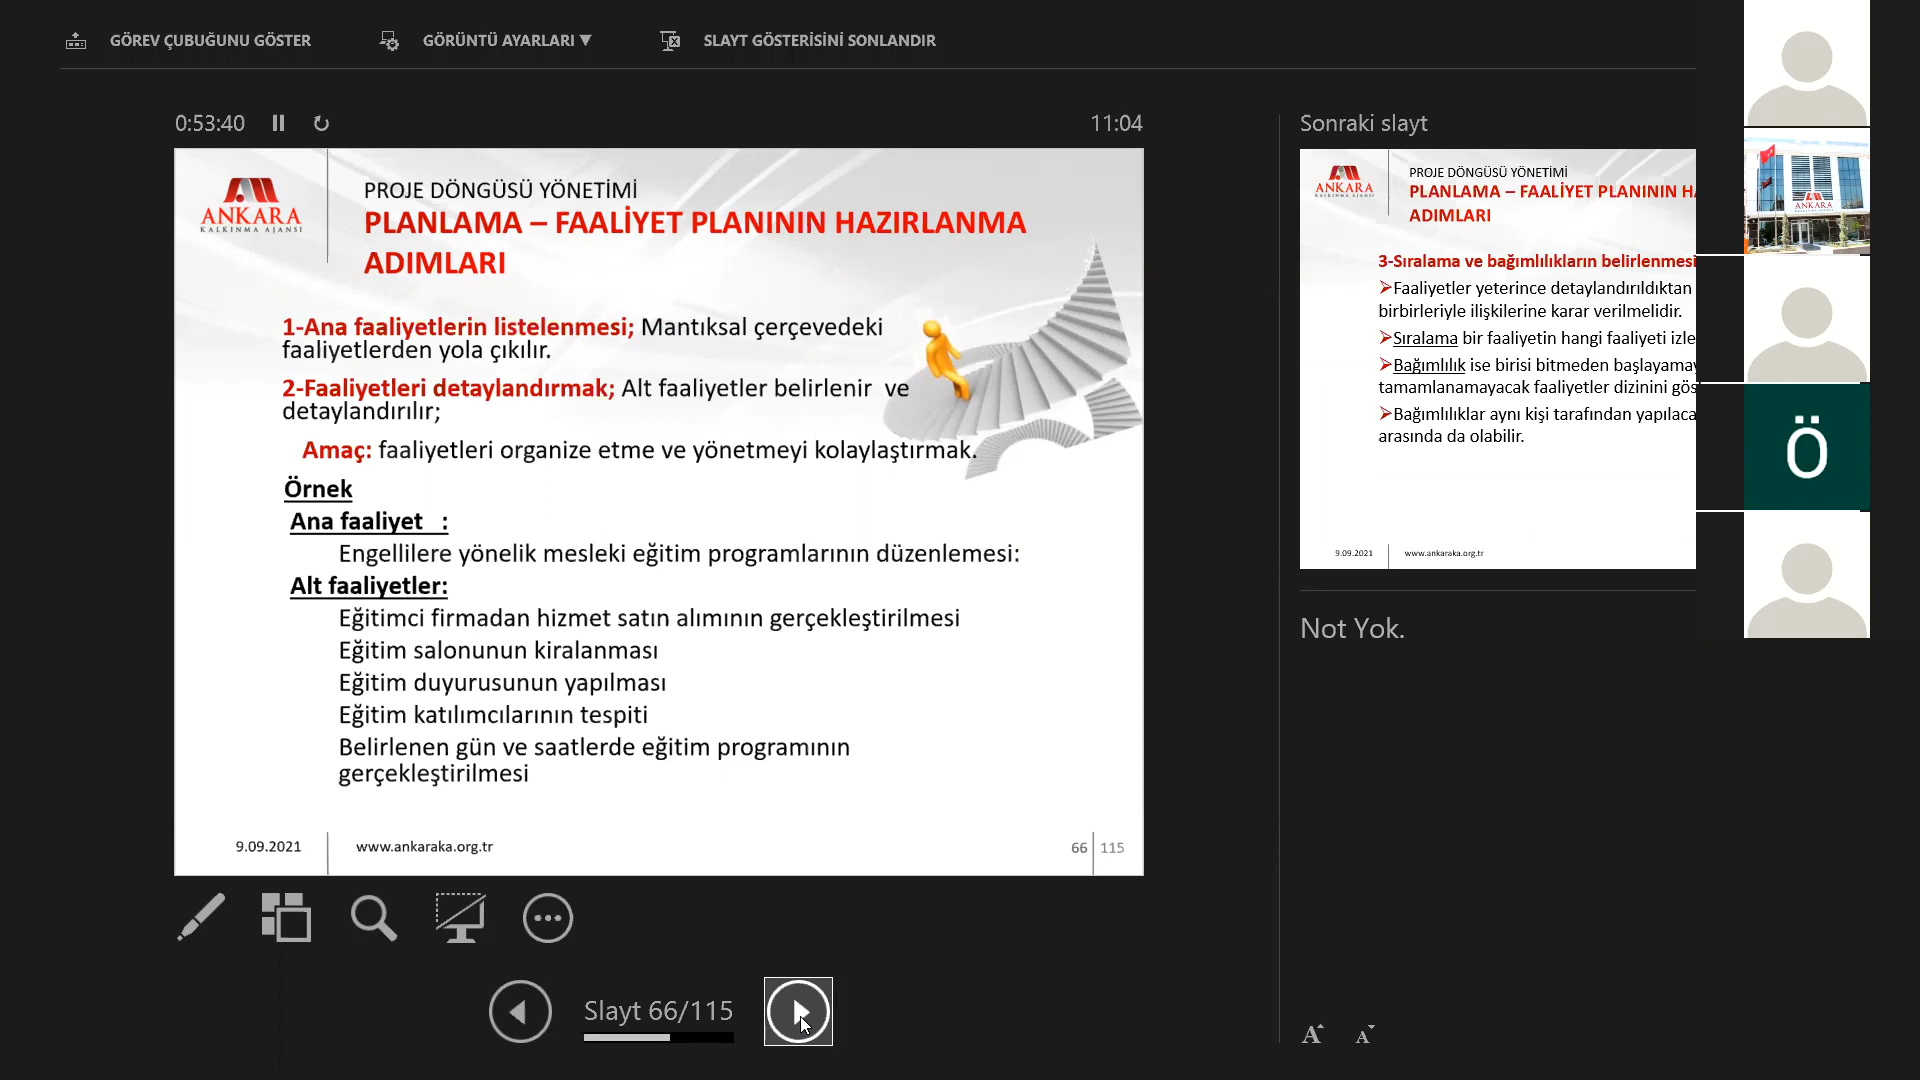 GÖREV ÇUBUĞUNU GÖSTER
GÖRÜNTÜ AYARLARI ▼
SLAYT GÖSTERİSİNİ SONLANDIR
0:53:40
11:04
ANKARA
KALKINMA AJANSI
PROJE DÖNGÜSÜ YÖNETİMİ
PLANLAMA – FAALİYET PLANININ HAZIRLANMA
ADIMLARI
1-Ana faaliyetlerin listelenmesi; Mantıksal çerçevedeki
faaliyetlerden yola çıkılır.
2-Faaliyetleri detaylandırmak; Alt faaliyetler belirlenir ve
detaylandırılır;
Amaç: faaliyetleri organize etme ve yönetmeyi kolaylaştırmak.
Örnek
Ana faaliyet :
Engellilere yönelik mesleki eğitim programlarının düzenlemesi:
Alt faaliyetler:
Eğitimci firmadan hizmet satın alımının gerçekleştirilmesi
Eğitim salonunun kiralanması
Eğitim duyurusunun yapılması
Eğitim katılımcılarının tespiti
Belirlenen gün ve saatlerde eğitim programının
gerçekleştirilmesi
9.09.2021
www.ankaraka.org.tr
66 115
Slayt 66/115
Sonraki slayt
ANKARA
KALKINMA AJANSI
PROJE DÖNGÜSÜ YÖNETİMİ
PLANLAMA – FAALİYET PLANININ HA
ADIMLARI
3-Sıralama ve bağımlılıkların belirlenmesi
➢Faaliyetler yeterince detaylandırıldıktan
birbirleriyle ilişkilerine karar verilmelidir.
➢Sıralama bir faaliyetin hangi faaliyeti izle
➢Bağımlılık ise birisi bitmeden başlayamay
tamamlanamayacak faaliyetler dizinini gös
➢Bağımlılıklar aynı kişi tarafından yapılaca
arasında da olabilir.
9.09.2021
www.ankaraka.org.tr
Not Yok.
A A
ANKARA
Ö